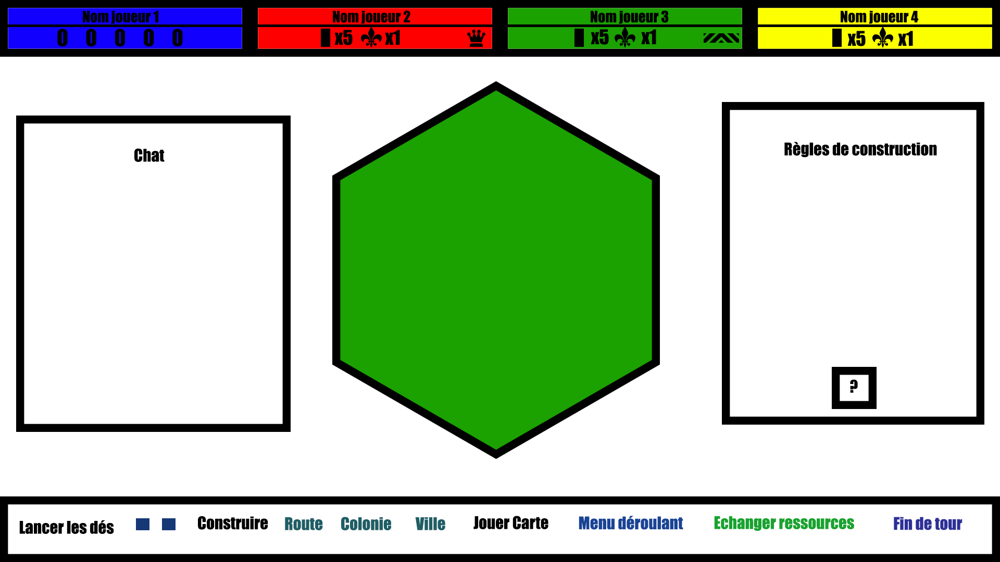 Nom joueur 1
0 0 0 0 0
Nom joueur 2
x5 x1
Nom joueur 3
x5 x1
Nom joueur 4
x5 x1
Chat
Règles de construction
?
Lancer les dés Construire Route Colonie Ville Jouer Carte Menu déroulant Echanger ressources Fin de tour